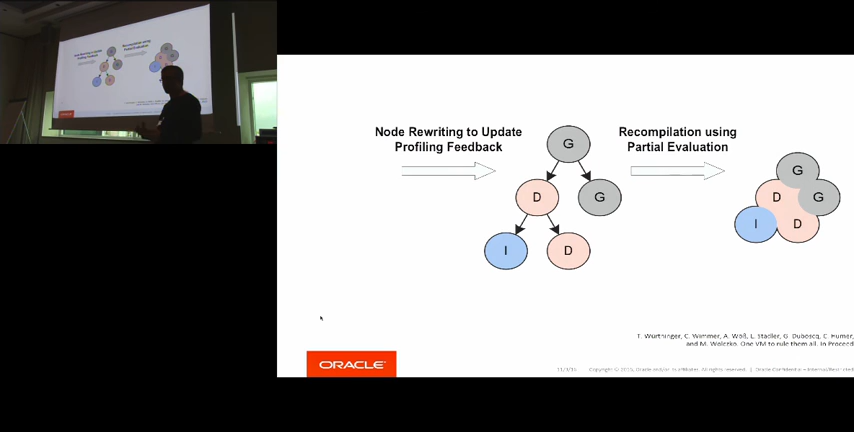 Node Rewriting to Update
Profiling Feedback
Recompilation using
Partial Evaluation
G
D
G
I
D
G
D
G
I
D
T. Würthinger, C. Wimmer, A. Wöß, L. Stadler, G. Duboscq, C. Humer,
and M. Wolczko. One VM to rule them all. In Proceed
ORACLE
Copyright © 2015, Oracle and/or its affiliates. All rights reserved. | Oracle Confidential – Internal/Restricted